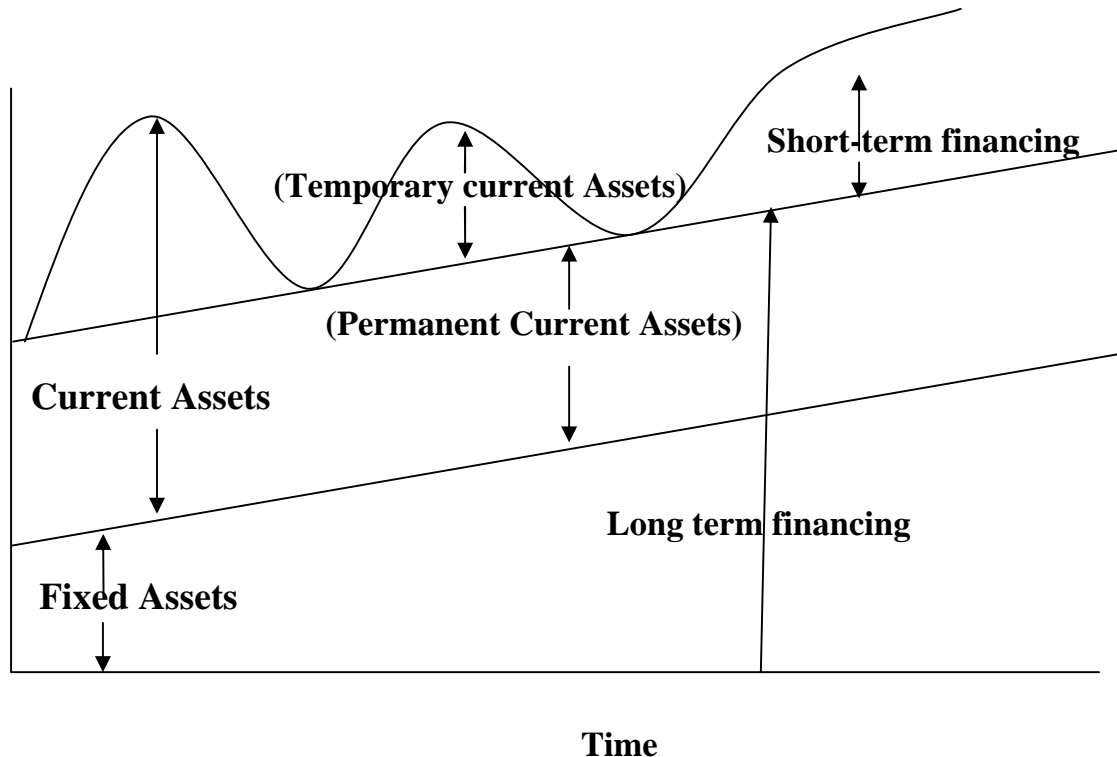 Short-term financing
(Temporary current Assets)
(Permanent Current Assets)
Current Assets
Long term financing
Fixed Assets
Time